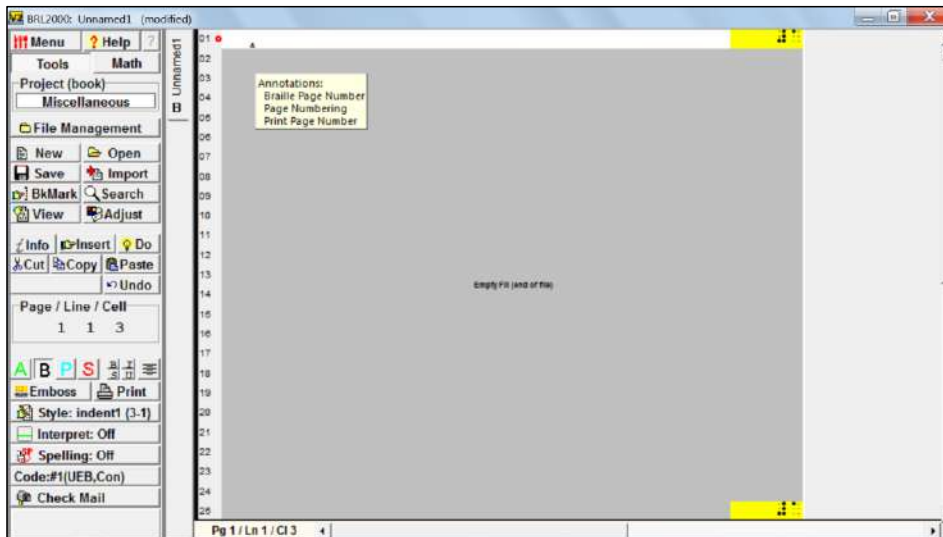 BRL2000: Unnamed1 (modified)
Menu ? Help ?
Tools Math
Project (book)
Miscellaneous
File Management
New Open
Save Import
BkMark Search
View Adjust
Info Insert Do
Cut Copy Paste
Undo
Page / Line / Cell
1 1 3
A B P S
Emboss Print
Style: indent1 (3-1)
Interpret: Off
Spelling: Off
Code:#1(UEB,Con)
Check Mail
Unnamed1
B
01
02
03
04
05
06
07
08
09
10
11
12
13
14
15
16
17
18
19
20
21
22
23
24
25
Annotations:
Braille Page Number
Page Numbering
Print Page Number
Empty Fill (end of file)
Pg 1 / Ln 1 / Cl 3